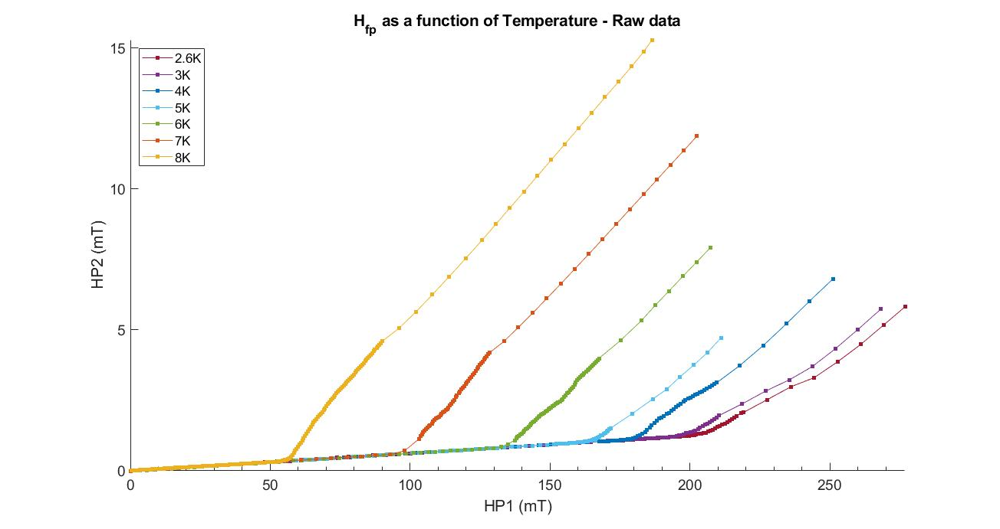 H_fp as a function of Temperature - Raw data
15
2.6K
3K
4K
5K
6K
7K
8K
10
HP2 (mT)
5
0
0 50 100 150 200 250
HP1 (mT)